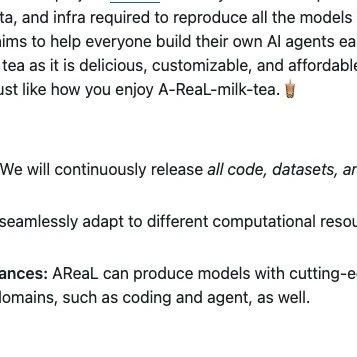 ta, and infra required to reproduce all the models
ims to help everyone build their own AI agents ea
tea as it is delicious, customizable, and affordabl
ust like how you enjoy A-ReaL-milk-tea.🧋
We will continuously release all code, datasets, a
seamlessly adapt to different computational resou
ances: AReaL can produce models with cutting-e
domains, such as coding and agent, as well.